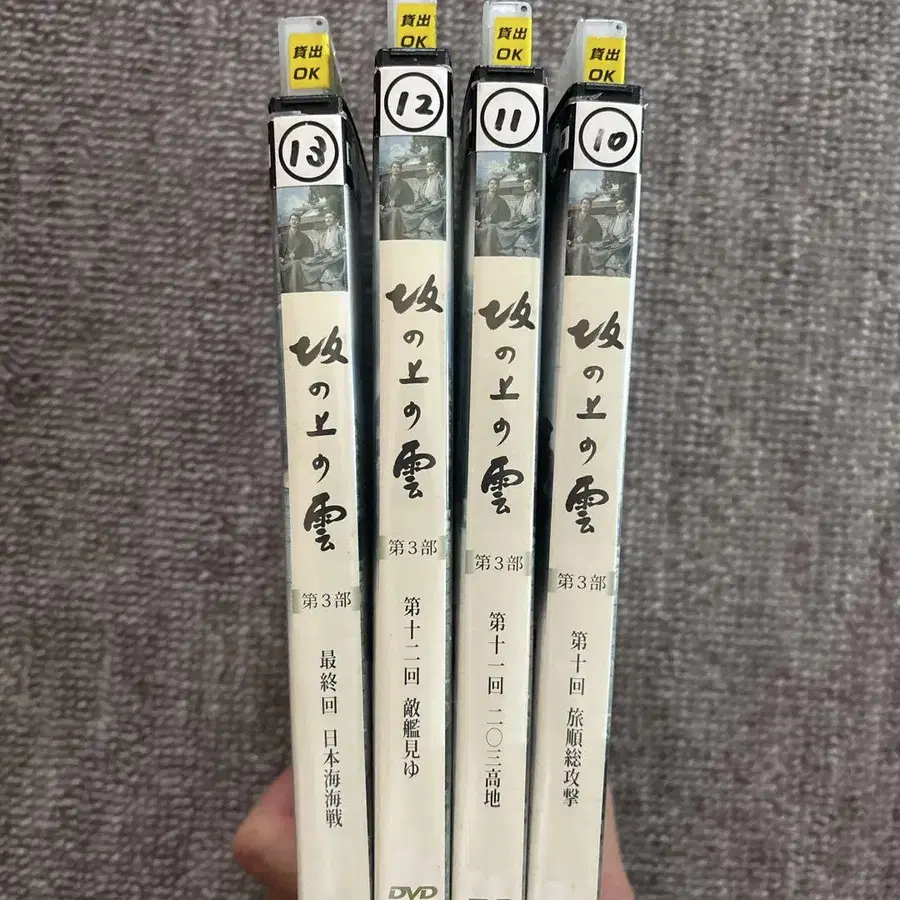 貸出
OK
13
坂の上の雲
第3部
最終回 日本海海戦
貸出
OK
12
坂の上の雲
第3部
第十二回 敵艦見ゆ
DVD
貸出
OK
11
坂の上の雲
第3部
第十一回 二〇三高地
貸出
OK
10
坂の上の雲
第3部
第十回 旅順総攻撃